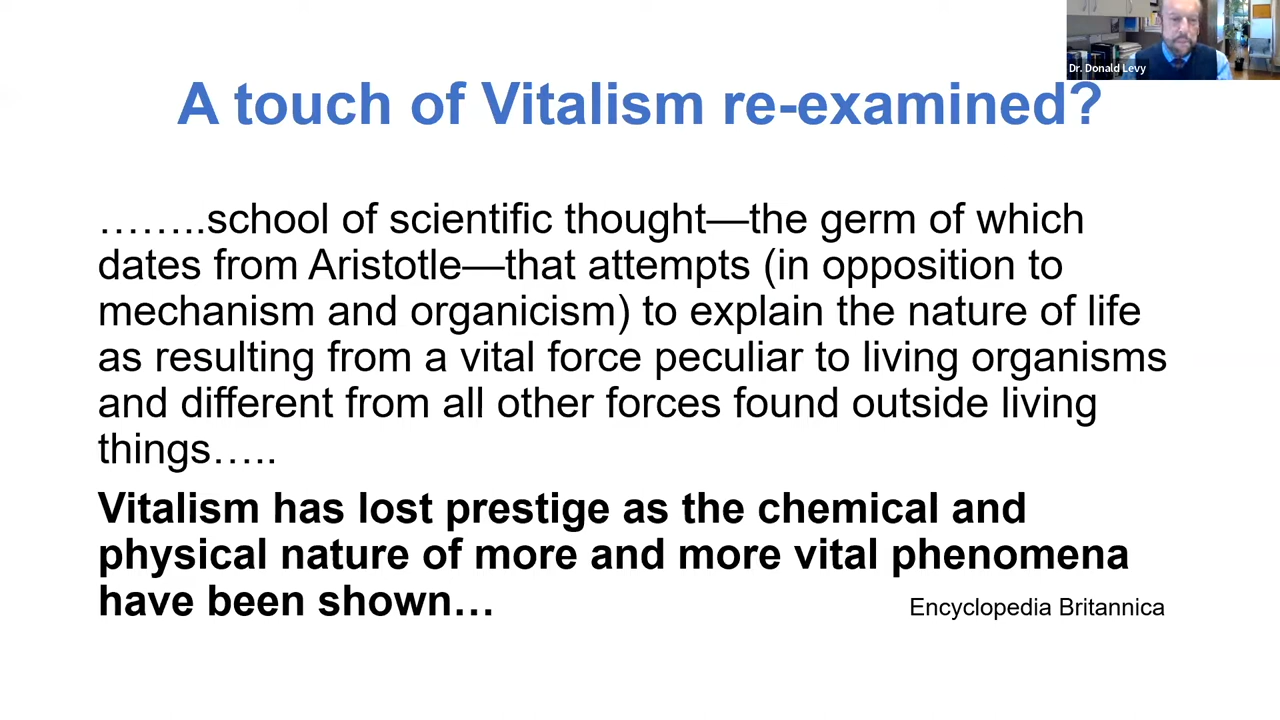 Dr. Donald Levy
A touch of Vitalism re-examined?
……..school of scientific thought—the germ of which
dates from Aristotle—that attempts (in opposition to
mechanism and organicism) to explain the nature of life
as resulting from a vital force peculiar to living organisms
and different from all other forces found outside living
things…..
Vitalism has lost prestige as the chemical and
physical nature of more and more vital phenomena
have been shown…
Encyclopedia Britannica